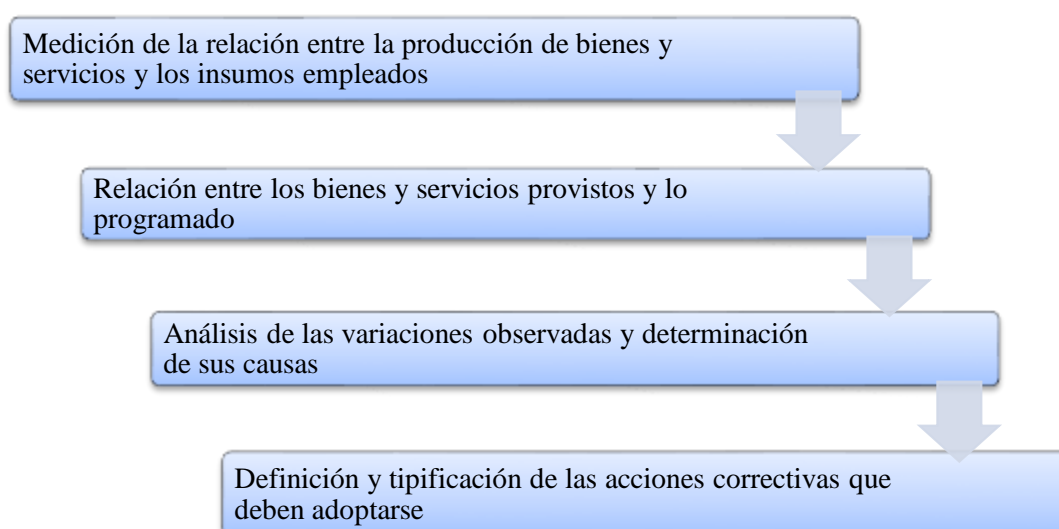 Medición de la relación entre la producción de bienes y
servicios y los insumos empleados
Relación entre los bienes y servicios provistos y lo
programado
Análisis de las variaciones observadas y determinación
de sus causas
Definición y tipificación de las acciones correctivas que
deben adoptarse